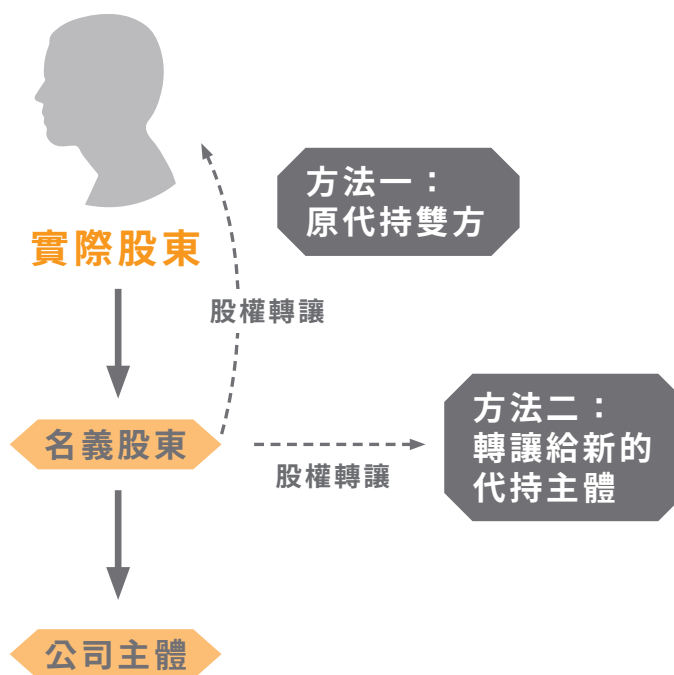 方法一：
原代持雙方
實際股東
股權轉讓
名義股東
股權轉讓
方法二：
轉讓給新的
代持主體
公司主體